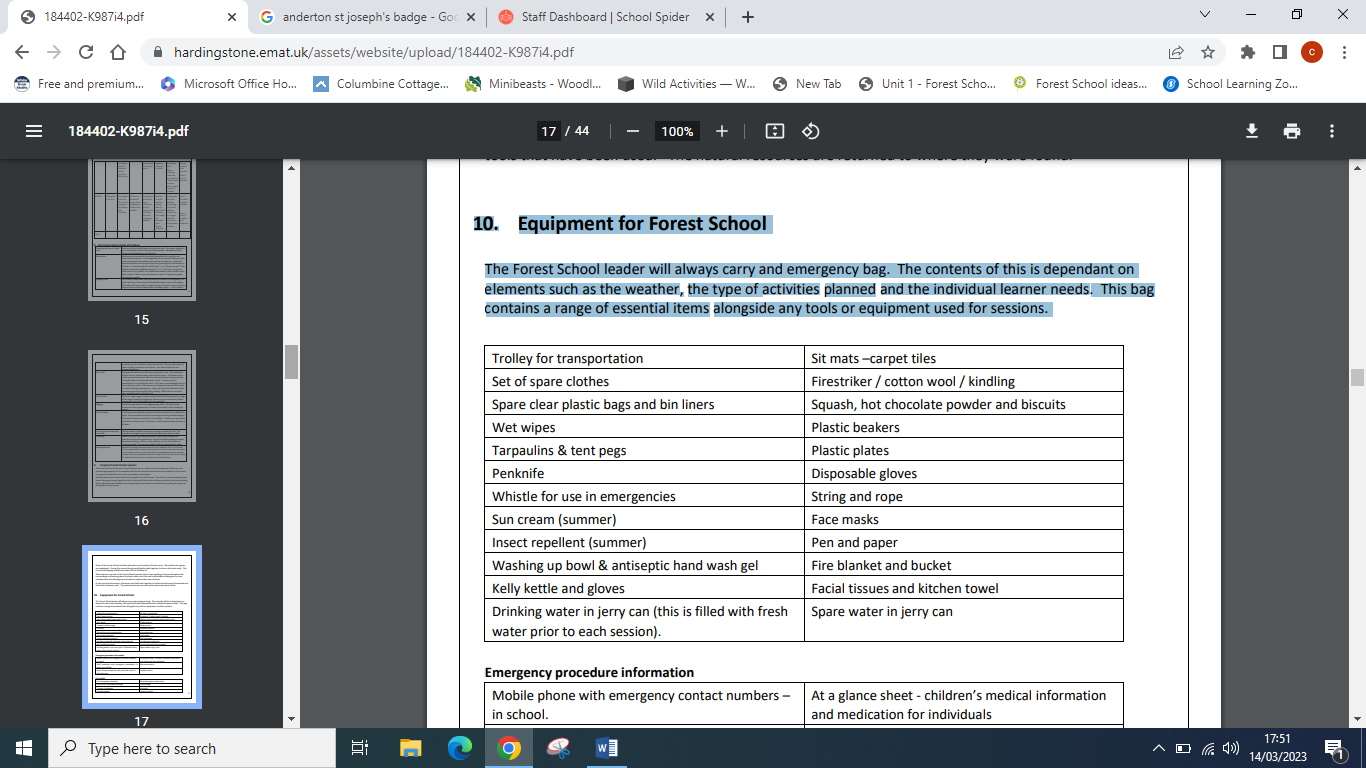 184402-K987i4.pdf
anderton st joseph's badge - Goo
Staff Dashboard | School Spider
hardingstone.emat.uk/assets/website/upload/184402-K987i4.pdf
c
Free and premium... Microsoft Office Ho... Columbine Cottage... Minibeasts - Woodl... Wild Activities — W... New Tab Unit 1 - Forest Scho... Forest School ideas... School Learning Zo...
184402-K987i4.pdf 17 / 44 100%
15
16
17
10. Equipment for Forest School
The Forest School leader will always carry and emergency bag. The contents of this is dependant on
elements such as the weather, the type of activities planned and the individual learner needs. This bag
contains a range of essential items alongside any tools or equipment used for sessions.
Trolley for transportation Sit mats –carpet tiles
Set of spare clothes Firestriker / cotton wool / kindling
Spare clear plastic bags and bin liners Squash, hot chocolate powder and biscuits
Wet wipes Plastic beakers
Tarpaulins & tent pegs Plastic plates
Penknife Disposable gloves
Whistle for use in emergencies String and rope
Sun cream (summer) Face masks
Insect repellent (summer) Pen and paper
Washing up bowl & antiseptic hand wash gel Fire blanket and bucket
Kelly kettle and gloves Facial tissues and kitchen towel
Drinking water in jerry can (this is filled with fresh Spare water in jerry can
water prior to each session).
Emergency procedure information
Mobile phone with emergency contact numbers – At a glance sheet - children's medical information
in school. and medication for individuals
Type here to search
17:51
14/03/2023
1